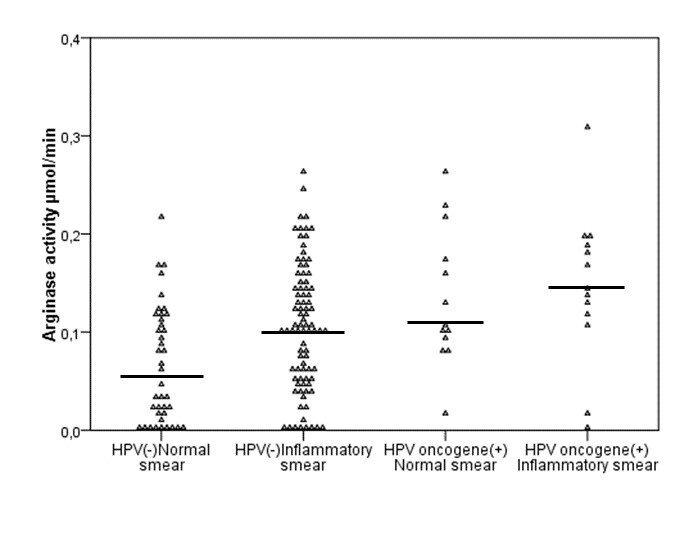 0,4
0,3
0,2
0,1
0,0
Arginase activity µmol/min
HPV(-)Normal
smear
HPV(-)Inflammatory
smear
HPV oncogene(+)
Normal smear
HPV oncogene(+)
Inflammatory smear